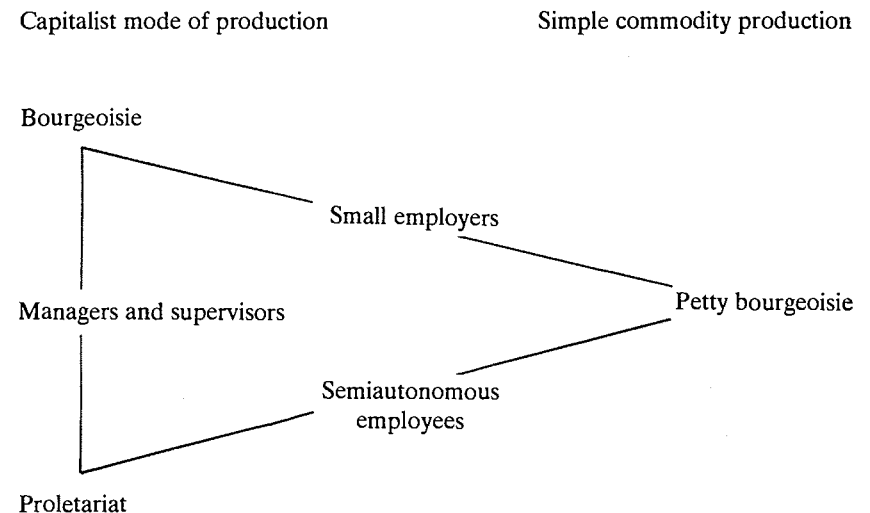 Capitalist mode of production
Simple commodity production
Bourgeoisie
Small employers
Petty bourgeoisie
Managers and supervisors
Semiautonomous
employees
Proletariat